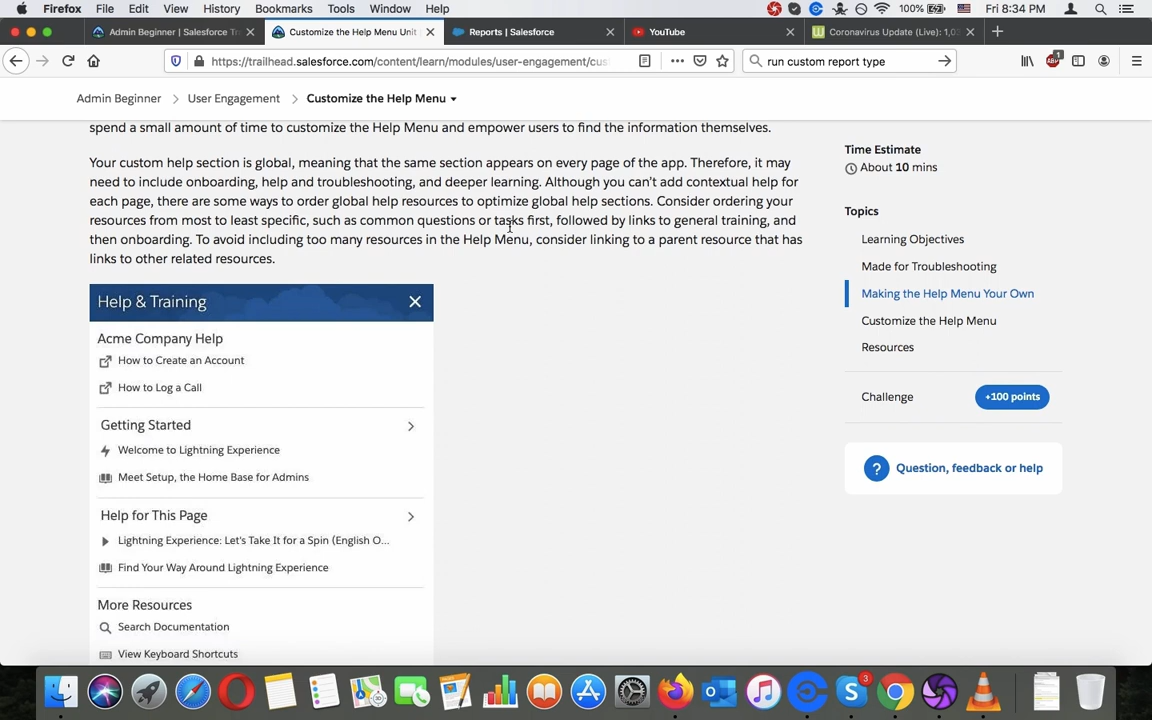 Firefox File Edit View History Bookmarks Tools Window Help 100% Fri 8:34 PM
Admin Beginner | Salesforce Tr
Customize the Help Menu Unit
Reports | Salesforce
YouTube
Coronavirus Update (Live): 1,0
https://trailhead.salesforce.com/content/learn/modules/user-engagement/cus
run custom report type
Admin Beginner
User Engagement
Customize the Help Menu
spend a small amount of time to customize the Help Menu and empower users to find the information themselves.
Your custom help section is global, meaning that the same section appears on every page of the app. Therefore, it may
need to include onboarding, help and troubleshooting, and deeper learning. Although you can't add contextual help for
each page, there are some ways to order global help resources to optimize global help sections. Consider ordering your
resources from most to least specific, such as common questions or tasks first, followed by links to general training, and
then onboarding. To avoid including too many resources in the Help Menu, consider linking to a parent resource that has
links to other related resources.
Help & Training
Acme Company Help
How to Create an Account
How to Log a Call
Getting Started
Welcome to Lightning Experience
Meet Setup, the Home Base for Admins
Help for This Page
Lightning Experience: Let's Take It for a Spin (English O...
Find Your Way Around Lightning Experience
More Resources
Search Documentation
View Keyboard Shortcuts
Time Estimate
About 10 mins
Topics
Learning Objectives
Made for Troubleshooting
Making the Help Menu Your Own
Customize the Help Menu
Resources
Challenge
+100 points
? Question, feedback or help
3